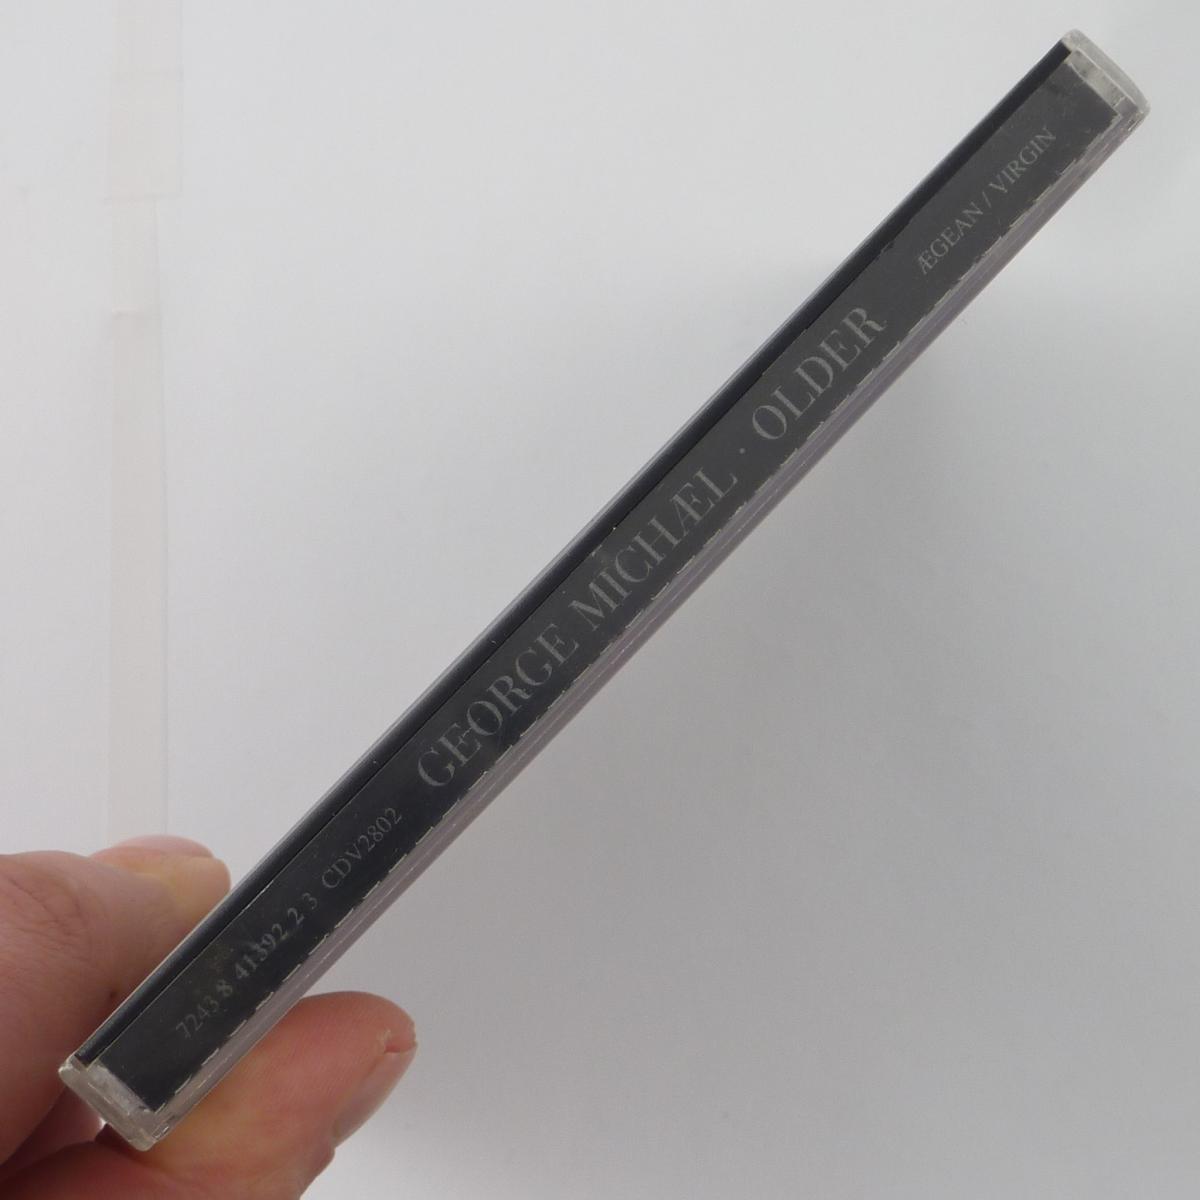 7243 8 41392 2 3 CDV2802 GEORGE MICHÆL · OLDER ÆGEAN / VIRGIN